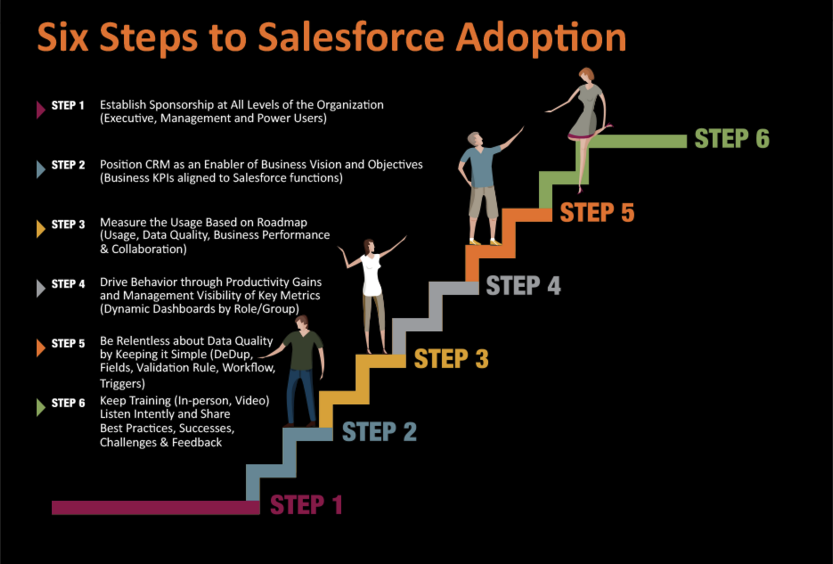 Six Steps to Salesforce Adoption
STEP 1 Establish Sponsorship at All Levels of the Organization
(Executive, Management and Power Users)
STEP 2 Position CRM as an Enabler of Business Vision and Objectives
(Business KPIs aligned to Salesforce functions)
STEP 3 Measure the Usage Based on Roadmap
(Usage, Data Quality, Business Performance
& Collaboration)
STEP 4 Drive Behavior through Productivity Gains
and Management Visibility of Key Metrics
(Dynamic Dashboards by Role/Group)
STEP 5 Be Relentless about Data Quality
by Keeping it Simple (DeDup,
Fields, Validation Rule, Workflow,
Triggers)
STEP 6 Keep Training (In-person, Video)
Listen Intently and Share
Best Practices, Successes,
Challenges & Feedback
STEP 6
STEP 5
STEP 4
STEP 3
STEP 2
STEP 1